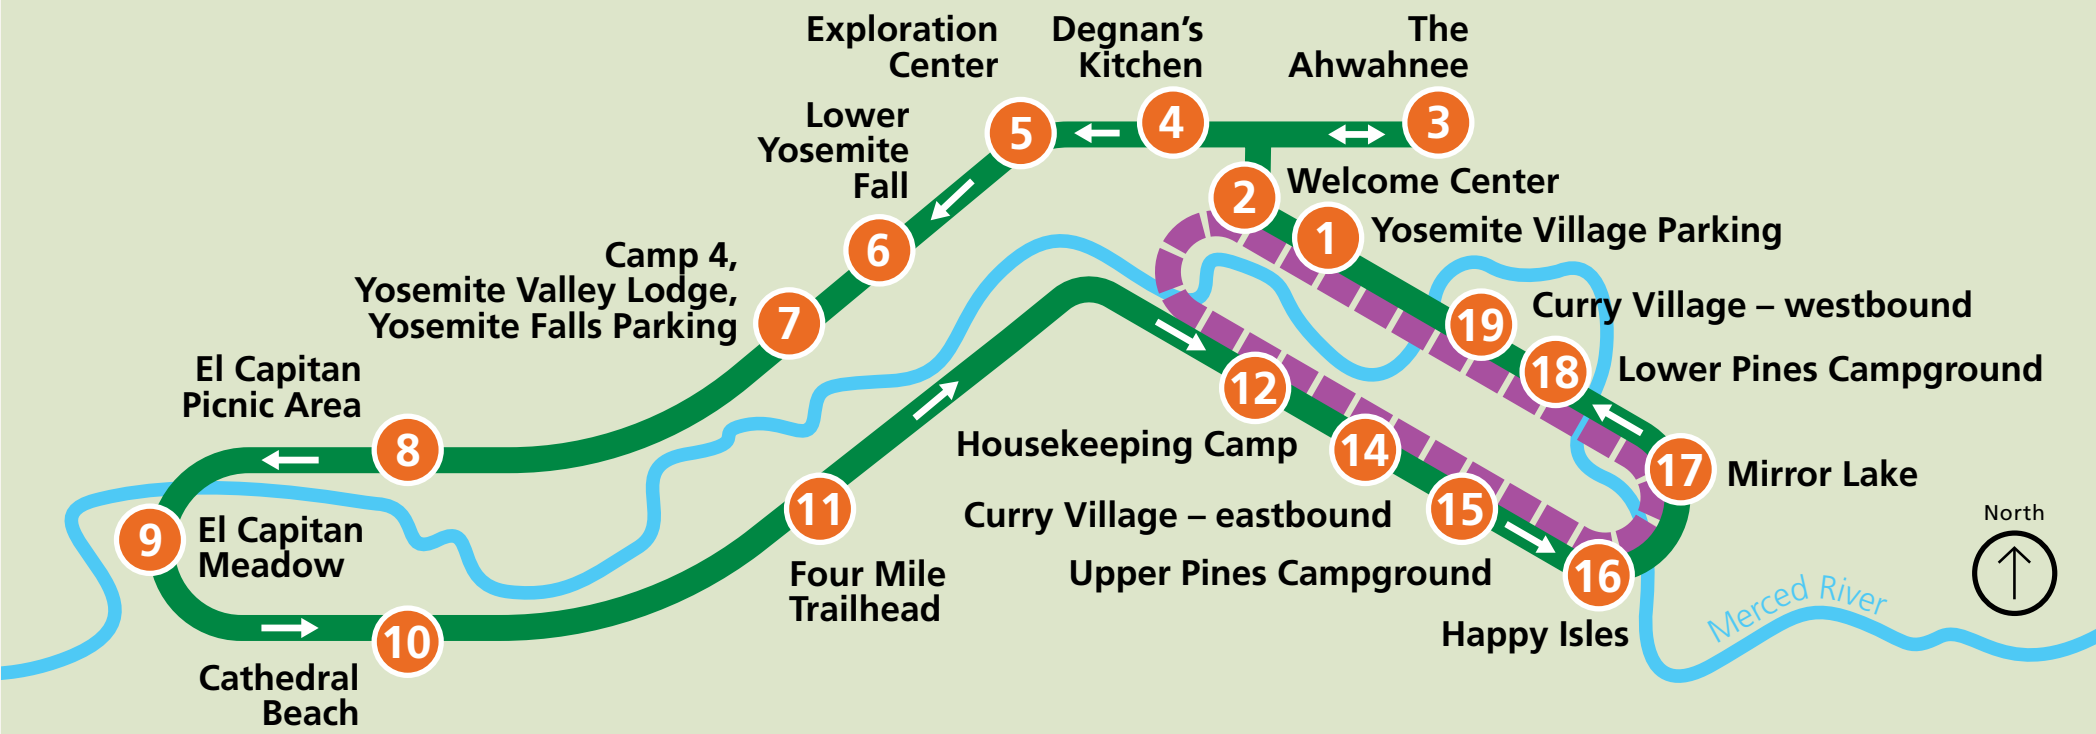 Exploration
Center
Degnan’s
Kitchen
The
Ahwahnee
Lower
Yosemite
Fall
5
4
3
Welcome Center
2
Yosemite Village Parking
1
6
Camp 4,
Yosemite Valley Lodge,
Yosemite Falls Parking
7
Curry Village – westbound
19
Lower Pines Campground
18
El Capitan
Picnic Area
8
12
Housekeeping Camp
14
17
Mirror Lake
9
El Capitan
Meadow
11
Four Mile
Trailhead
Curry Village – eastbound
15
Upper Pines Campground
16
Happy Isles
North
Merced River
10
Cathedral
Beach